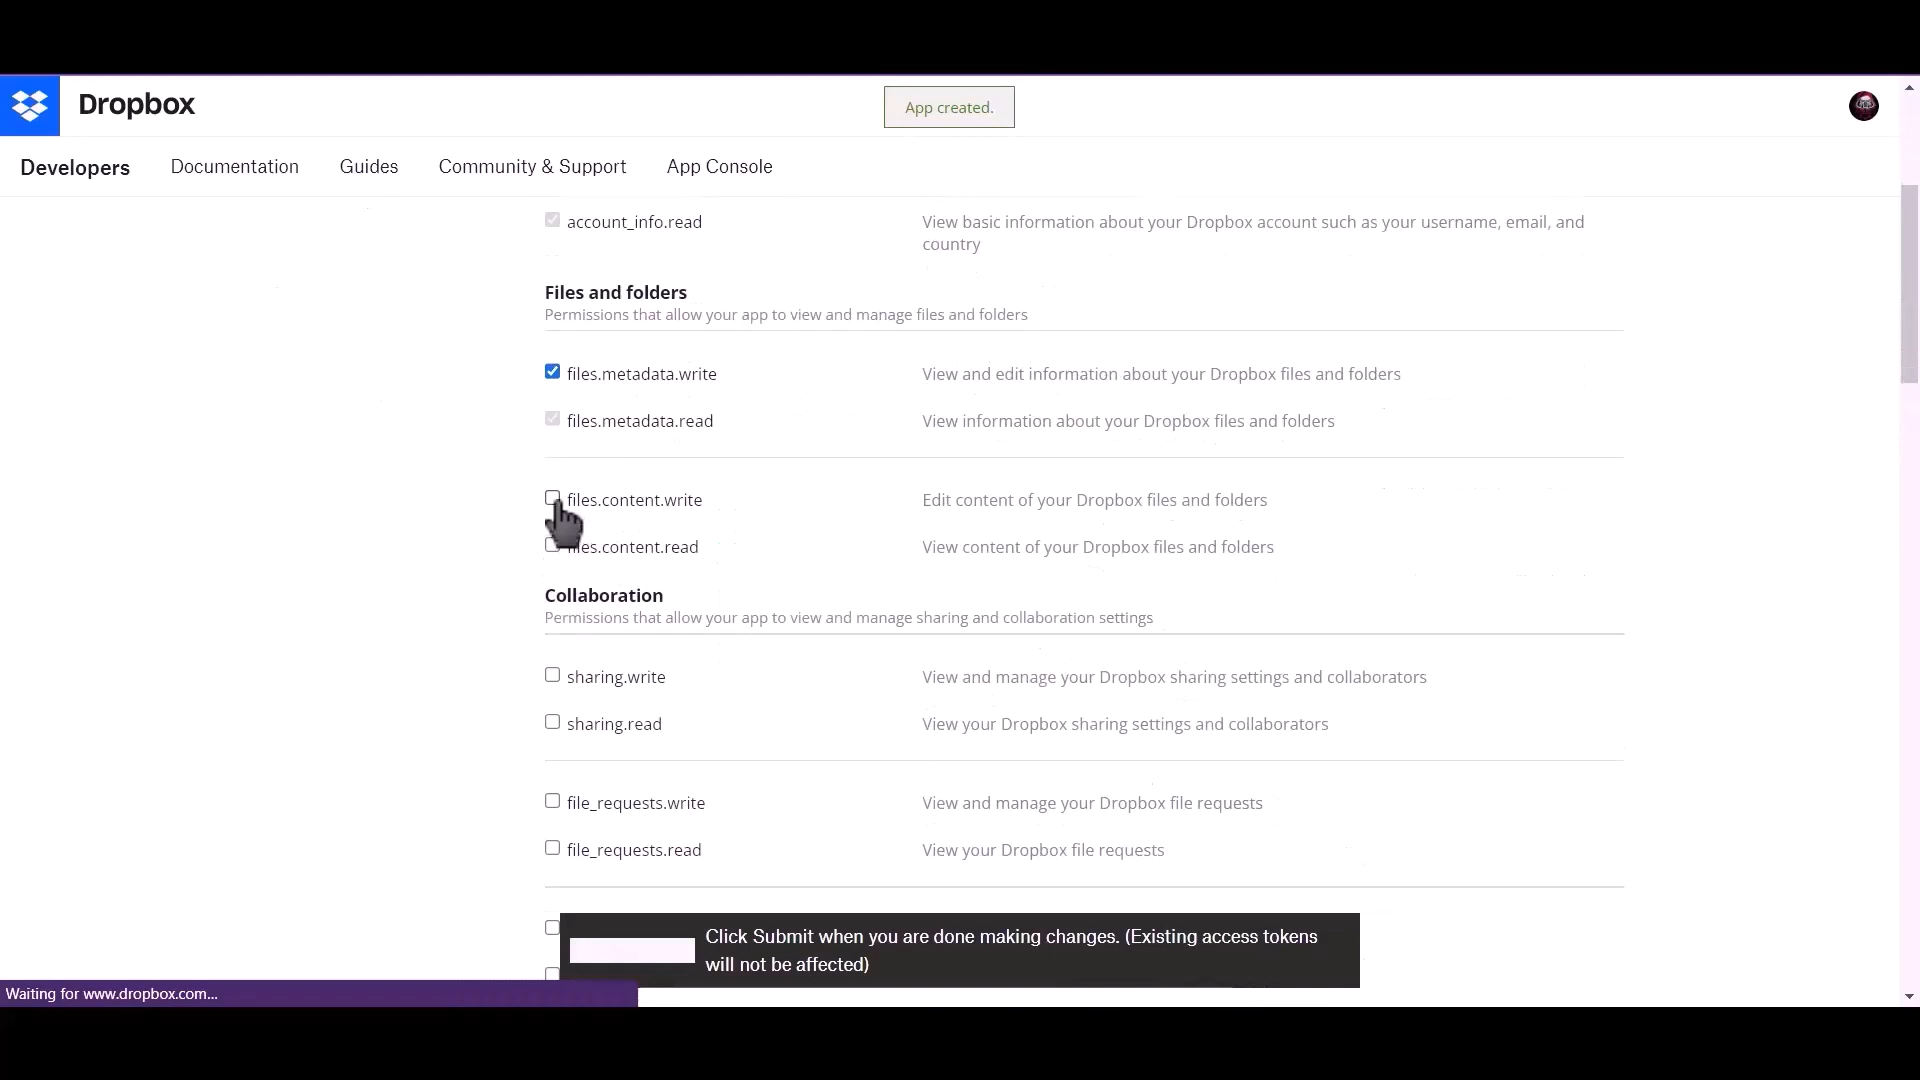 Dropbox
App created.
Developers
Documentation
Guides
Community & Support
App Console
account_info.read
View basic information about your Dropbox account such as your username, email, and
country
Files and folders
Permissions that allow your app to view and manage files and folders
files.metadata.write
View and edit information about your Dropbox files and folders
files.metadata.read
View information about your Dropbox files and folders
files.content.write
Edit content of your Dropbox files and folders
files.content.read
View content of your Dropbox files and folders
Collaboration
Permissions that allow your app to view and manage sharing and collaboration settings
sharing.write
View and manage your Dropbox sharing settings and collaborators
sharing.read
View your Dropbox sharing settings and collaborators
file_requests.write
View and manage your Dropbox file requests
file_requests.read
View your Dropbox file requests
Click Submit when you are done making changes. (Existing access tokens
will not be affected)
Waiting for www.dropbox.com...